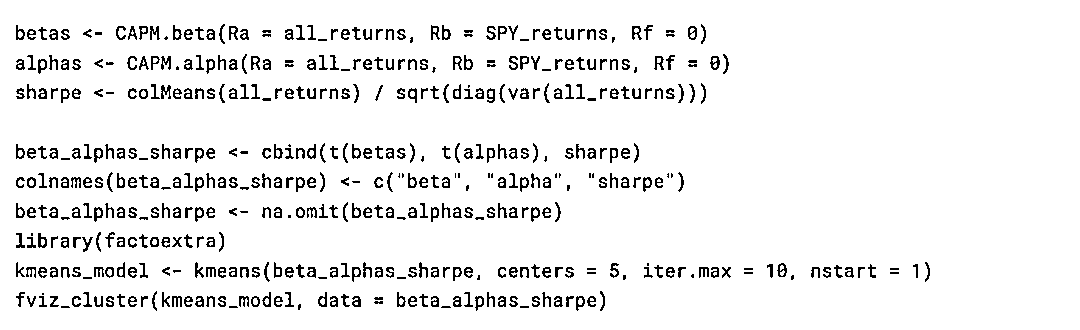 betas <- CAPM.beta(Ra = all_returns, Rb = SPY_returns, Rf = 0)
alphas <- CAPM.alpha(Ra = all_returns, Rb = SPY_returns, Rf = 0)
sharpe <- colMeans(all_returns) / sqrt(diag(var(all_returns)))
beta_alphas_sharpe <- cbind(t(betas), t(alphas), sharpe)
colnames(beta_alphas_sharpe) <- c("beta", "alpha", "sharpe")
beta_alphas_sharpe <- na.omit(beta_alphas_sharpe)
library(factoextra)
kmeans_model <- kmeans(beta_alphas_sharpe, centers = 5, iter.max = 10, nstart = 1)
fviz_cluster(kmeans_model, data = beta_alphas_sharpe)